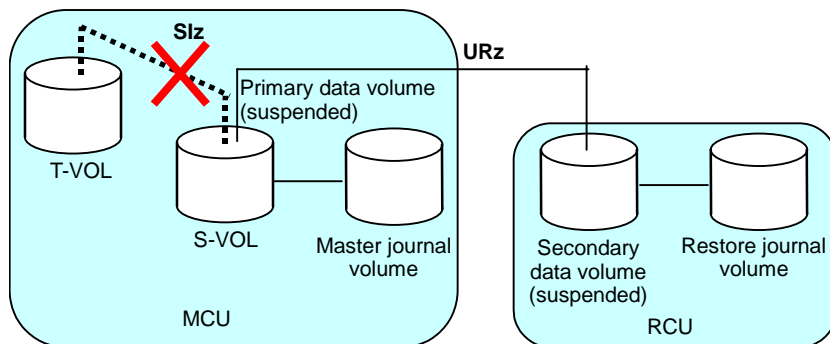 SIz
URz
Primary data volume
(suspended)
T-VOL
S-VOL
Master journal
volume
MCU
Secondary
data volume
(suspended)
Restore journal
volume
RCU